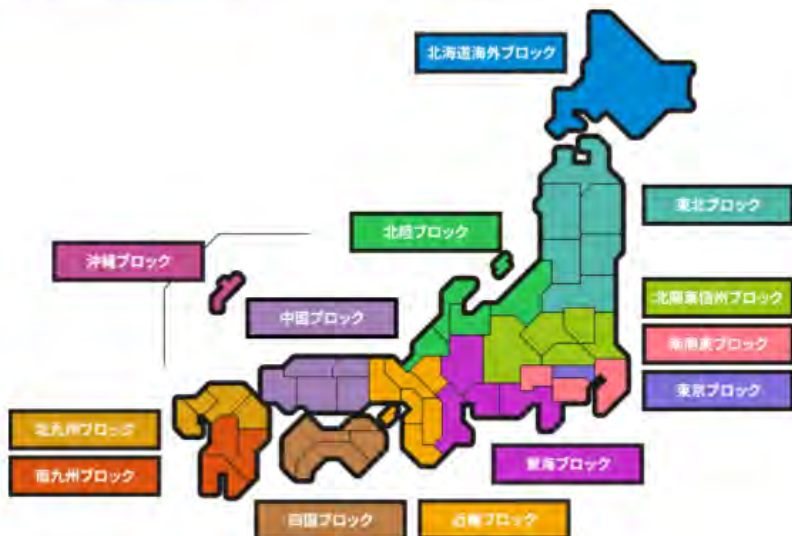 北海道海外ブロック
東北ブロック
北陸ブロック
沖縄ブロック
北関東信州ブロック
中国ブロック
南関東ブロック
東京ブロック
北九州ブロック
東海ブロック
南九州ブロック
四国ブロック
近畿ブロック